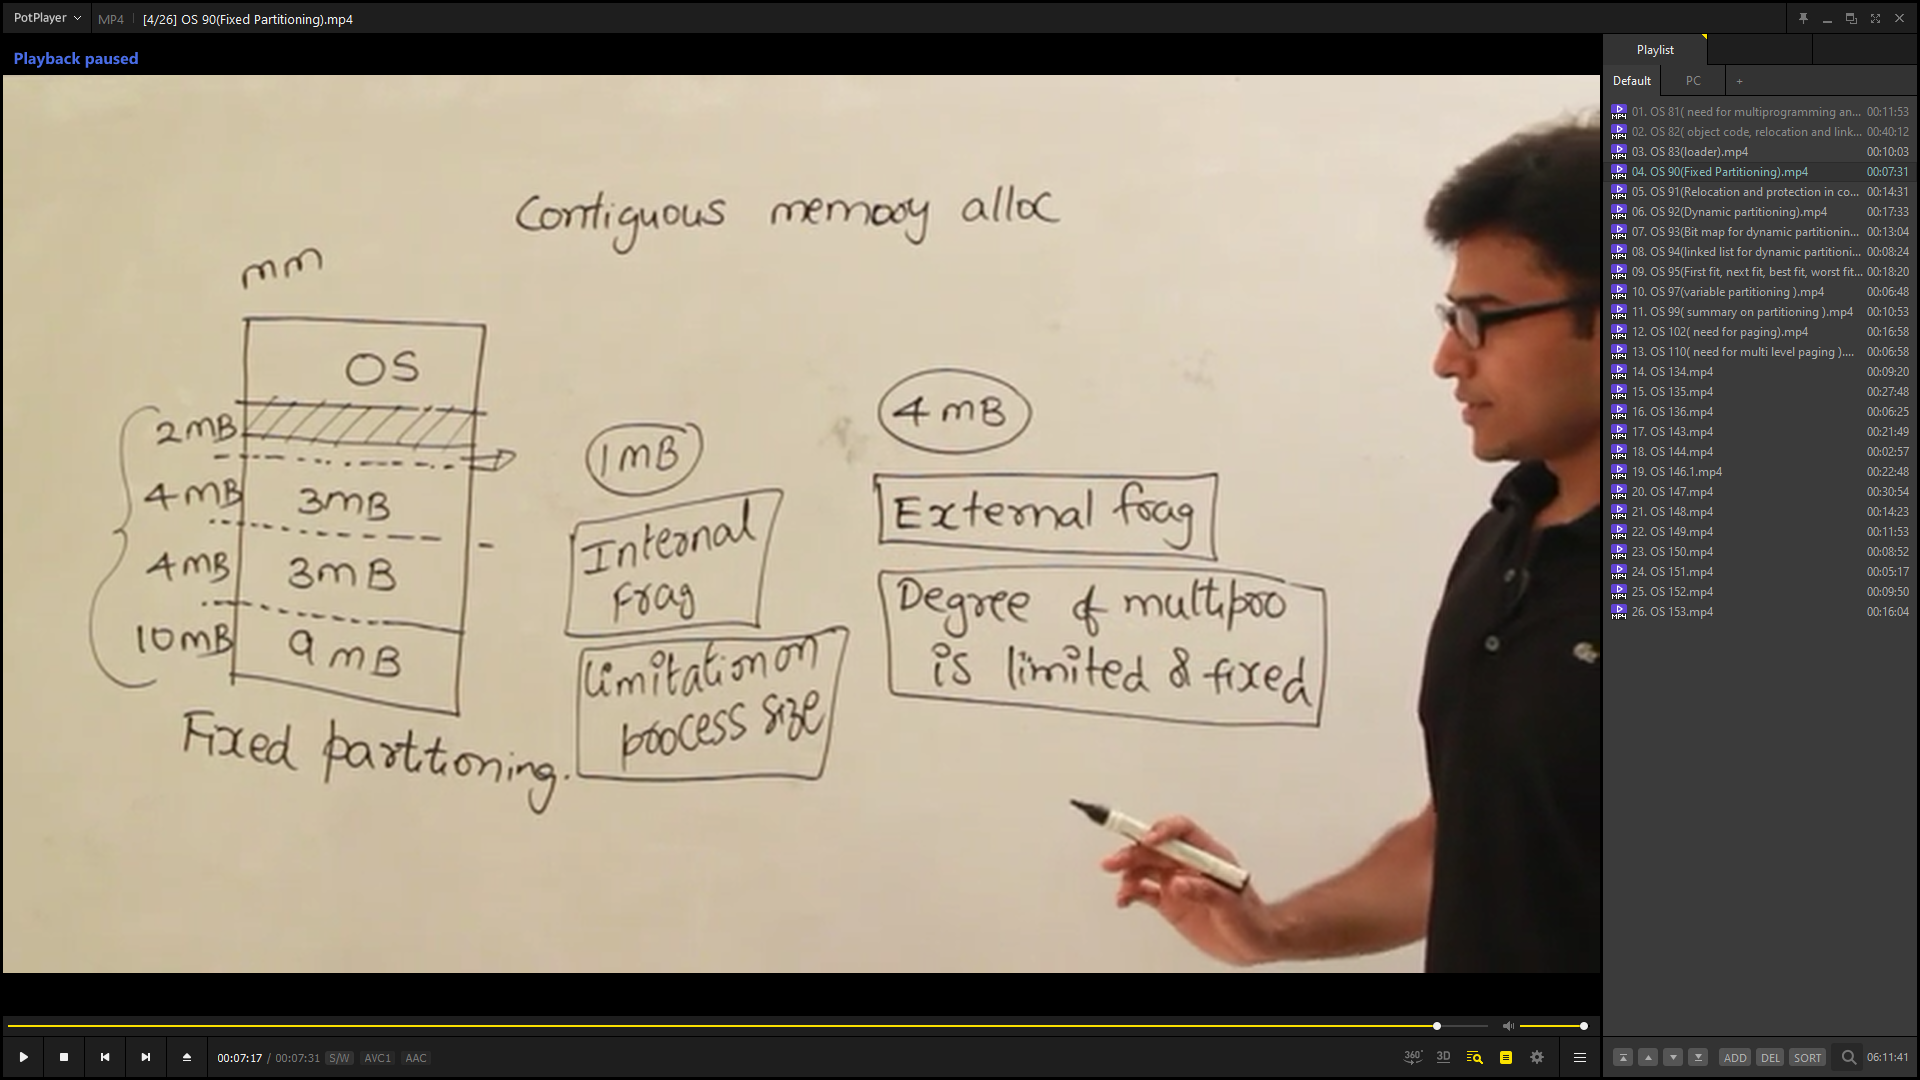 PotPlayer
MP4
[4/26] OS 90(Fixed Partitioning).mp4
Playback paused
Contiguous memory alloc
mm
OS
2MB
4MB 3MB
4MB 3MB
10MB 9MB
Fixed partitioning.
1MB
Internal
Frag
Limitation on
process size
4MB
External frag
Degree of multipro
is limited & fixed
00:07:17 / 00:07:31 S/W AVC1 AAC
360° 3D
Playlist
Default PC +
01. OS 81( need for multiprogramming an... 00:11:53
02. OS 82( object code, relocation and link... 00:40:12
03. OS 83(loader).mp4 00:10:03
04. OS 90(Fixed Partitioning).mp4 00:07:31
05. OS 91(Relocation and protection in co... 00:14:31
06. OS 92(Dynamic partitioning).mp4 00:17:33
07. OS 93(Bit map for dynamic partitionin... 00:13:04
08. OS 94(linked list for dynamic partitioni... 00:08:24
09. OS 95(First fit, next fit, best fit, worst fit... 00:18:20
10. OS 97(variable partitioning ).mp4 00:06:48
11. OS 99( summary on partitioning ).mp4 00:10:53
12. OS 102( need for paging).mp4 00:16:58
13. OS 110( need for multi level paging ).... 00:06:58
14. OS 134.mp4 00:09:20
15. OS 135.mp4 00:27:48
16. OS 136.mp4 00:06:25
17. OS 143.mp4 00:21:49
18. OS 144.mp4 00:02:57
19. OS 146.1.mp4 00:22:48
20. OS 147.mp4 00:30:54
21. OS 148.mp4 00:14:23
22. OS 149.mp4 00:11:53
23. OS 150.mp4 00:08:52
24. OS 151.mp4 00:05:17
25. OS 152.mp4 00:09:50
26. OS 153.mp4 00:16:04
ADD DEL SORT 06:11:41